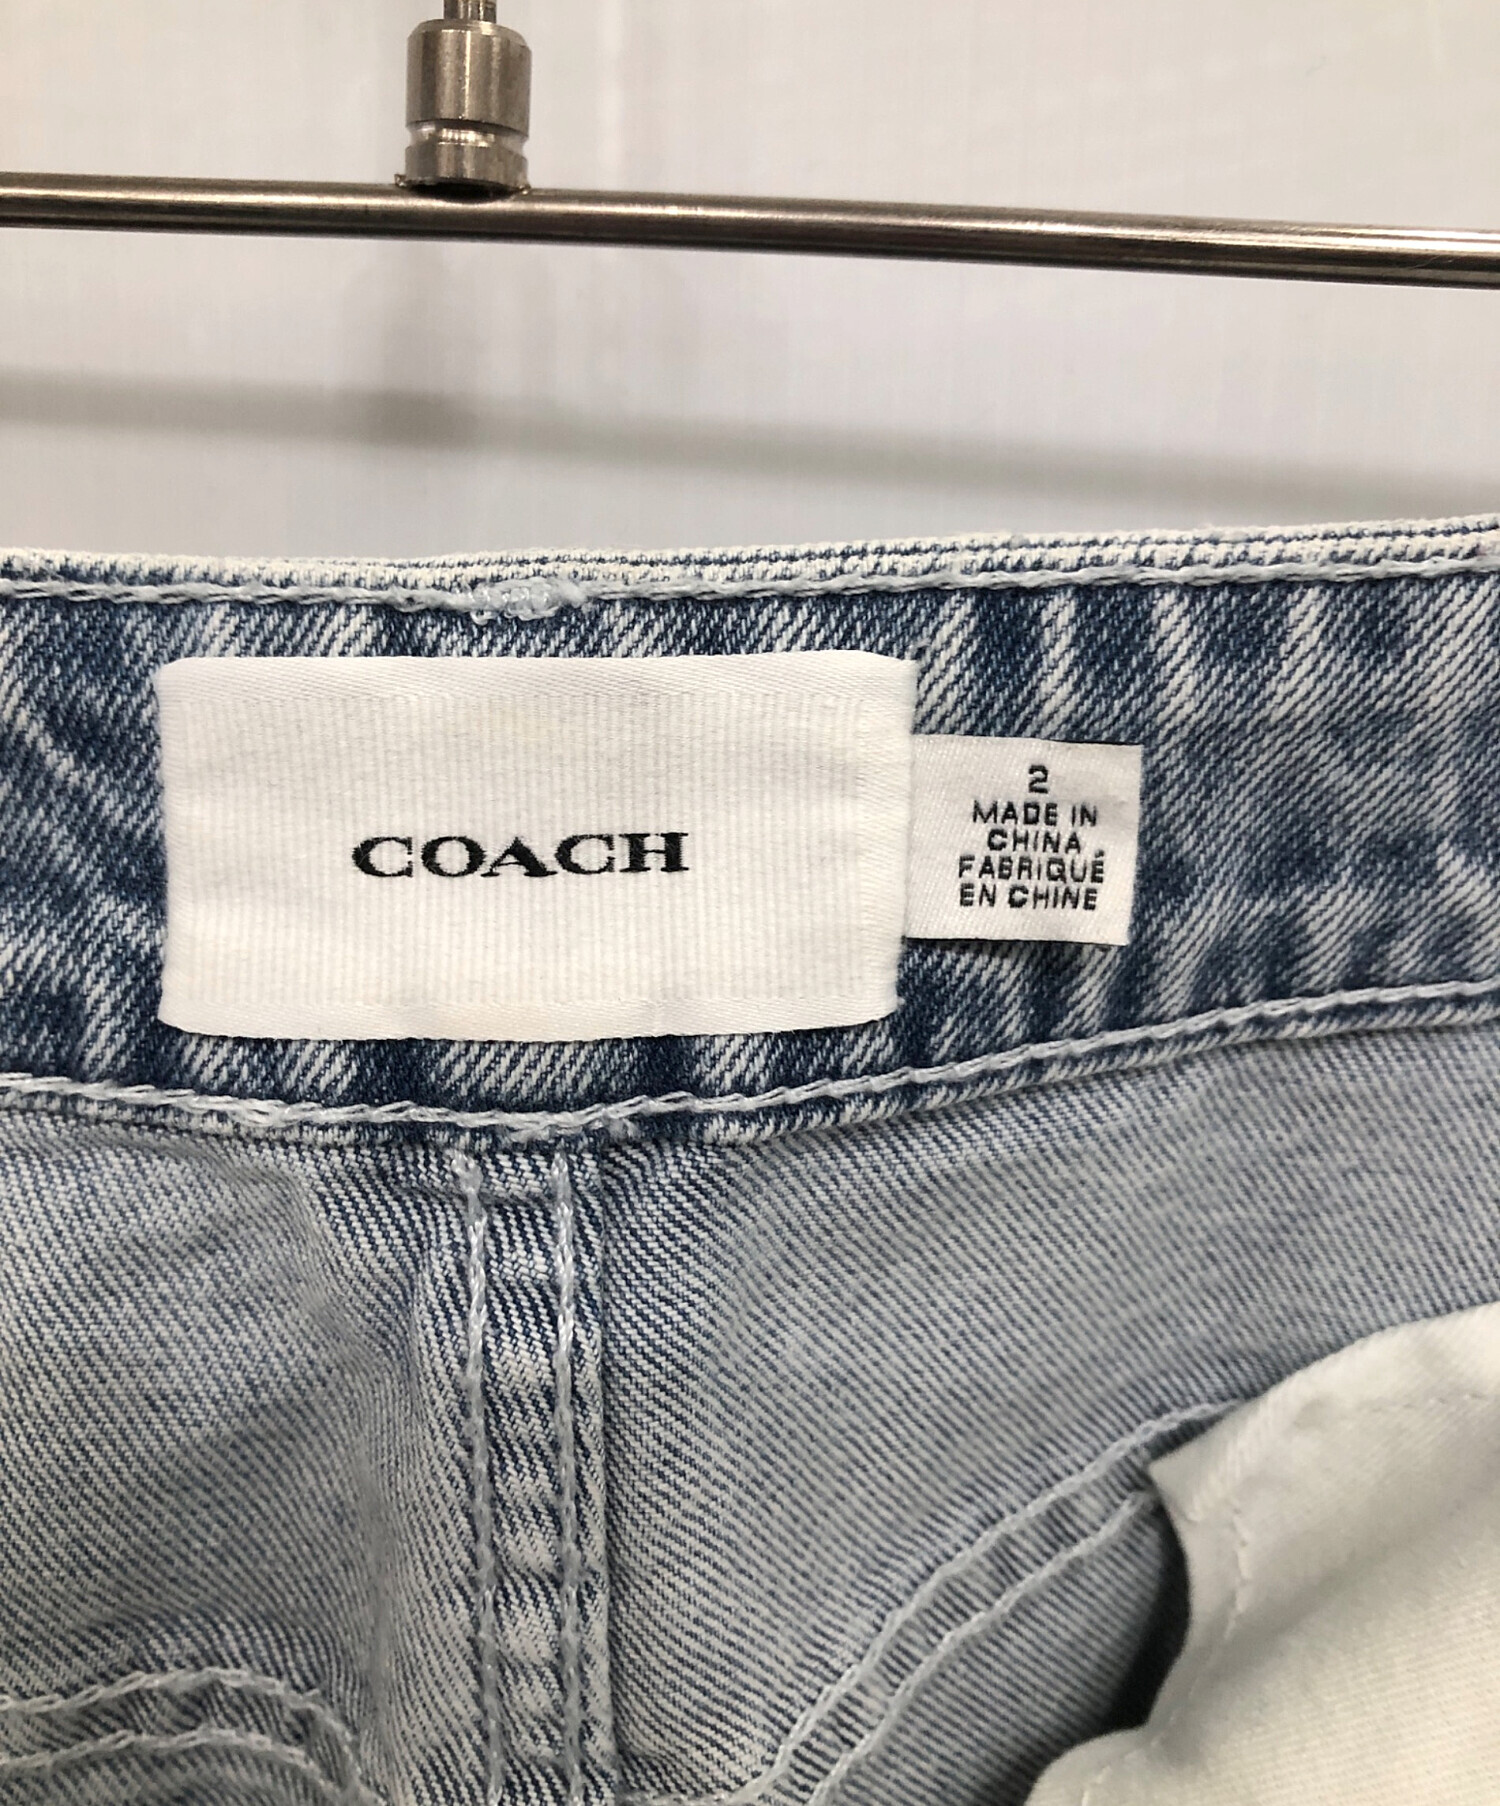 COACH
2
MADE IN
CHINA
FABRIQUÉ
EN CHINE